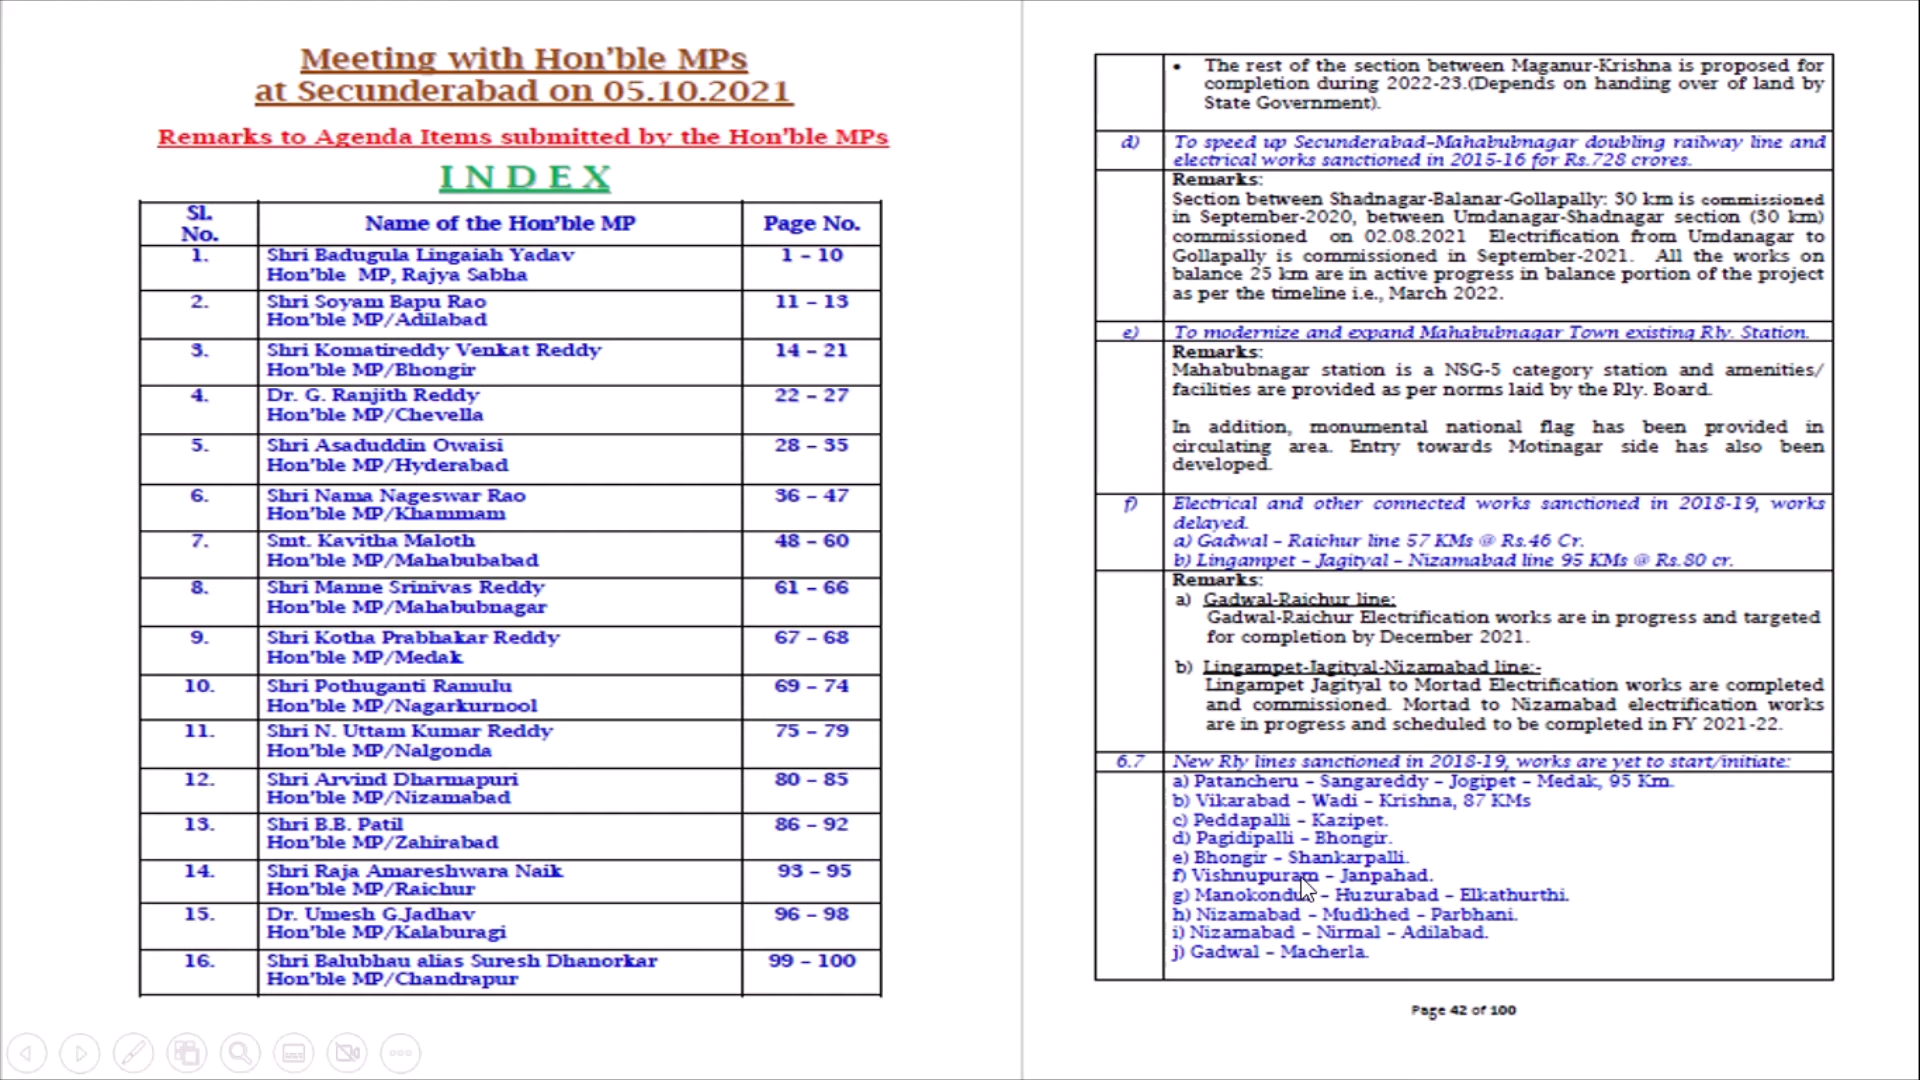 Meeting with Hon'ble MPs
at Secunderabad on 05.10.2021
Remarks to Agenda Items submitted by the Hon'ble MPs
INDEX
Sl. No. Name of the Hon'ble MP Page No.
1. Shri Badugula Lingaiah Yadav 1 – 10
Hon'ble MP, Rajya Sabha
2. Shri Soyam Bapu Rao 11 – 13
Hon'ble MP/Adilabad
3. Shri Komatireddy Venkat Reddy 14 – 21
Hon'ble MP/Bhongir
4. Dr. G. Ranjith Reddy 22 – 27
Hon'ble MP/Chevella
5. Shri Asaduddin Owaisi 28 – 35
Hon'ble MP/Hyderabad
6. Shri Nama Nageswar Rao 36 – 47
Hon'ble MP/Khammam
7. Smt. Kavitha Maloth 48 – 60
Hon'ble MP/Mahabubabad
8. Shri Manne Srinivas Reddy 61 – 66
Hon'ble MP/Mahabubnagar
9. Shri Kotha Prabhakar Reddy 67 – 68
Hon'ble MP/Medak
10. Shri Pothuganti Ramulu 69 – 74
Hon'ble MP/Nagarkurnool
11. Shri N. Uttam Kumar Reddy 75 – 79
Hon'ble MP/Nalgonda
12. Shri Arvind Dharmapuri 80 – 85
Hon'ble MP/Nizamabad
13. Shri B.B. Patil 86 – 92
Hon'ble MP/Zahirabad
14. Shri Raja Amareshwara Naik 93 – 95
Hon'ble MP/Raichur
15. Dr. Umesh G.Jadhav 96 – 98
Hon'ble MP/Kalaburagi
16. Shri Balubhau alias Suresh Dhanorkar 99 – 100
Hon'ble MP/Chandrapur
• The rest of the section between Maganur-Krishna is proposed for
completion during 2022-23.(Depends on handing over of land by
State Government).
d) To speed up Secunderabad–Mahabubnagar doubling railway line and
electrical works sanctioned in 2015-16 for Rs.728 crores.
Remarks:
Section between Shadnagar-Balanar-Gollapally: 30 km is commissioned
in September-2020, between Umdanagar-Shadnagar section (30 km)
commissioned on 02.08.2021 Electrification from Umdanagar to
Gollapally is commissioned in September-2021. All the works on
balance 25 km are in active progress in balance portion of the project
as per the timeline i.e., March 2022.
e) To modernize and expand Mahabubnagar Town existing Rly. Station.
Remarks:
Mahabubnagar station is a NSG-5 category station and amenities/
facilities are provided as per norms laid by the Rly. Board.
In addition, monumental national flag has been provided in
circulating area. Entry towards Motinagar side has also been
developed.
f) Electrical and other connected works sanctioned in 2018-19, works
delayed.
a) Gadwal – Raichur line 57 KMs @ Rs.46 Cr.
b) Lingampet – Jagityal – Nizamabad line 95 KMs @ Rs.80 cr.
Remarks:
a) Gadwal-Raichur line:
Gadwal-Raichur Electrification works are in progress and targeted
for completion by December 2021.
b) Lingampet-Jagityal-Nizamabad line:-
Lingampet Jagityal to Mortad Electrification works are completed
and commissioned. Mortad to Nizamabad electrification works
are in progress and scheduled to be completed in FY 2021-22.
6.7 New Rly lines sanctioned in 2018-19, works are yet to start/initiate:
a) Patancheru – Sangareddy – Jogipet – Medak, 95 Km.
b) Vikarabad – Wadi – Krishna, 87 KMs
c) Peddapalli – Kazipet.
d) Pagidipalli – Bhongir.
e) Bhongir – Shankarpalli.
f) Vishnupuram – Janpahad.
g) Manokondur – Huzurabad – Elkathurthi.
h) Nizamabad – Mudkhed – Parbhani.
i) Nizamabad – Nirmal – Adilabad.
j) Gadwal – Macherla.
Page 42 of 100